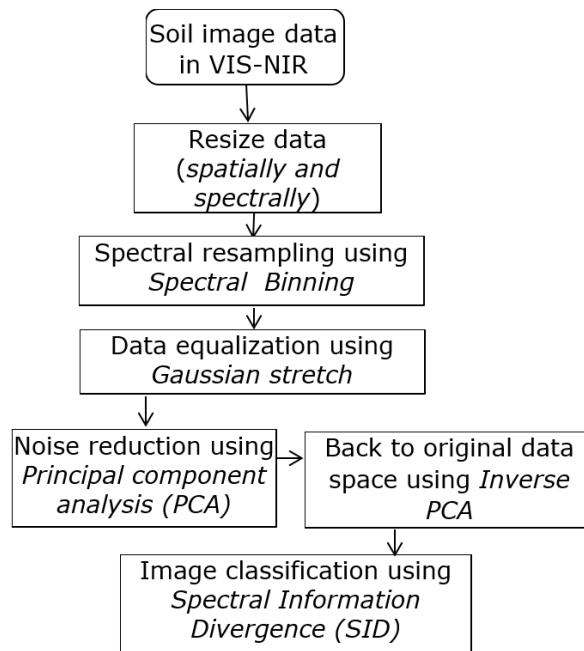 Soil image data
in VIS-NIR
Resize data
(spatially and
spectrally)
Spectral resampling using
Spectral Binning
Data equalization using
Gaussian stretch
Noise reduction using
Principal component
analysis (PCA)
Back to original data
space using Inverse
PCA
Image classification using
Spectral Information
Divergence (SID)